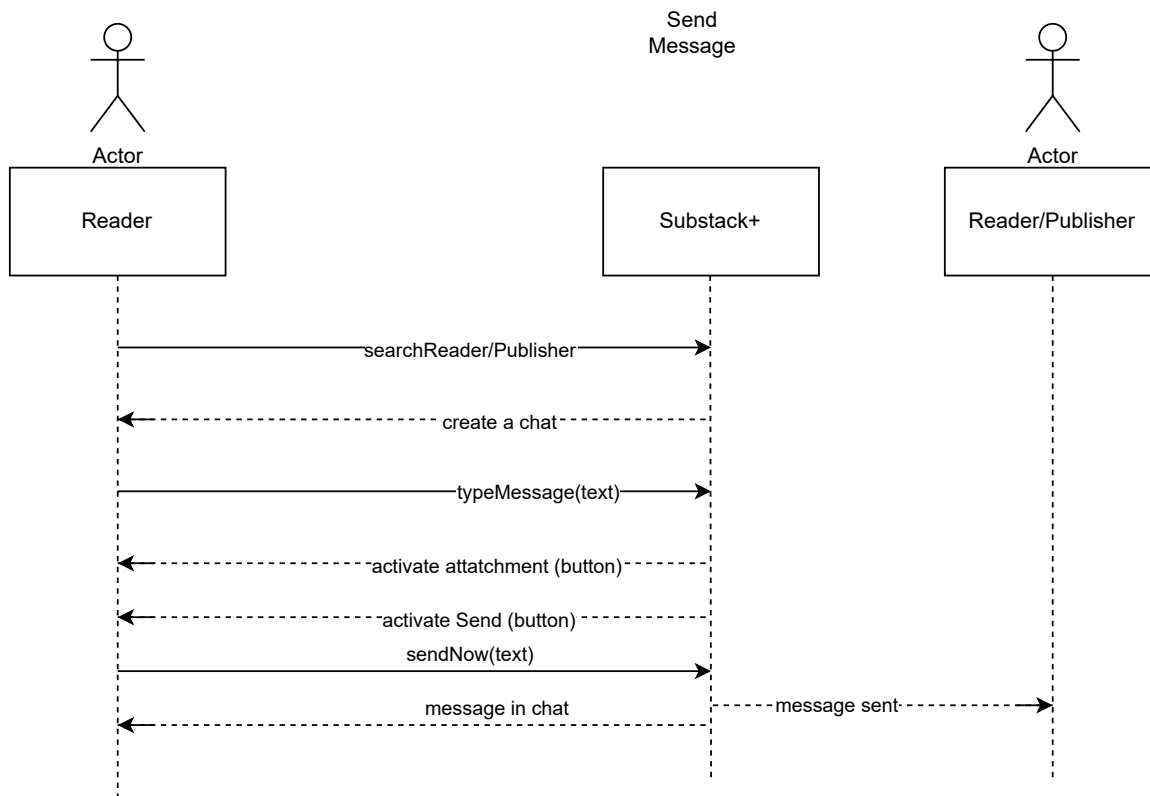 Send
Message
Actor
Actor
Reader
Substack+
Reader/Publisher
searchReader/Publisher
create a chat
typeMessage(text)
activate attatchment (button)
activate Send (button)
sendNow(text)
message in chat
message sent